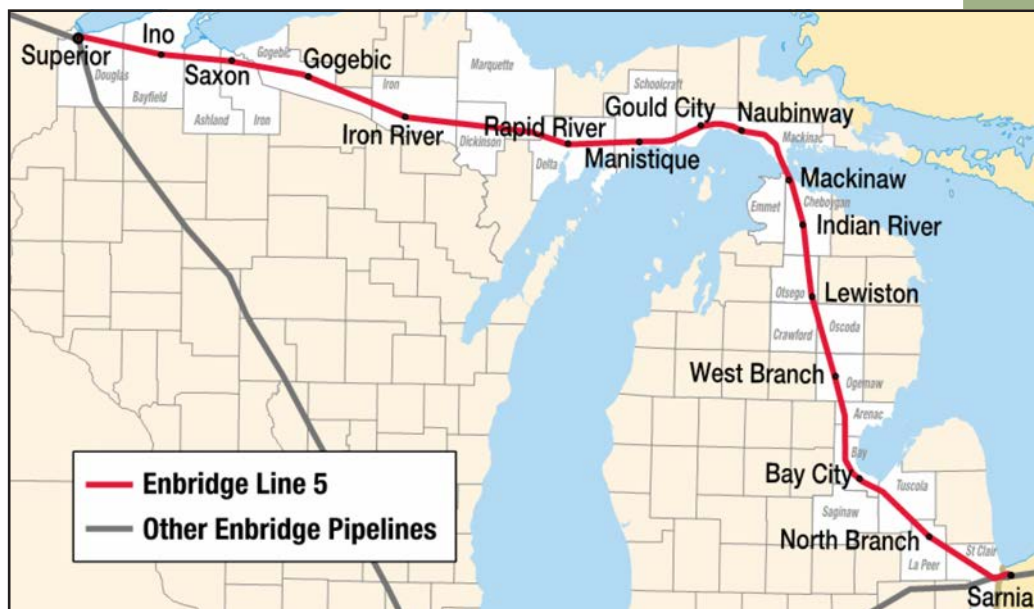 Superior
Ino
Saxon
Gogebic
Iron River
Rapid River
Manistique
Gould City
Naubinway
Mackinaw
Indian River
Lewiston
West Branch
Bay City
North Branch
Sarnia
Douglas
Bayfield
Ashland
Iron
Gogebic
Iron
Marquette
Dickinson
Delta
Schoolcraft
Mackinac
Emmet
Cheboygan
Otsego
Crawford
Oscoda
Ogemaw
Arenac
Bay
Saginaw
Tuscola
La Peer
St Clair
Enbridge Line 5
Other Enbridge Pipelines